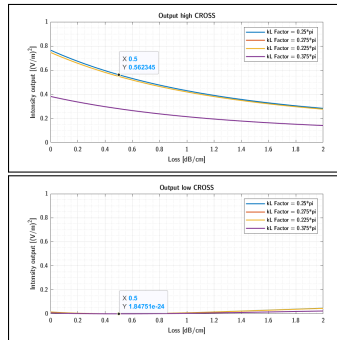 Output high CROSS
kL Factor = 0.25*pi
kL Factor = 0.275*pi
kL Factor = 0.225*pi
kL Factor = 0.375*pi
X 0.5
Y 0.562345
Intensity output [(V/m)^2]
1
0.8
0.6
0.4
0.2
0
0 0.2 0.4 0.6 0.8 1 1.2 1.4 1.6 1.8 2
Loss [dB/cm]
Output low CROSS
kL Factor = 0.25*pi
kL Factor = 0.275*pi
kL Factor = 0.225*pi
kL Factor = 0.375*pi
X 0.5
Y 1.84751e-24
Intensity output [(V/m)^2]
1
0.8
0.6
0.4
0.2
0
0 0.2 0.4 0.6 0.8 1 1.2 1.4 1.6 1.8 2
Loss [dB/cm]